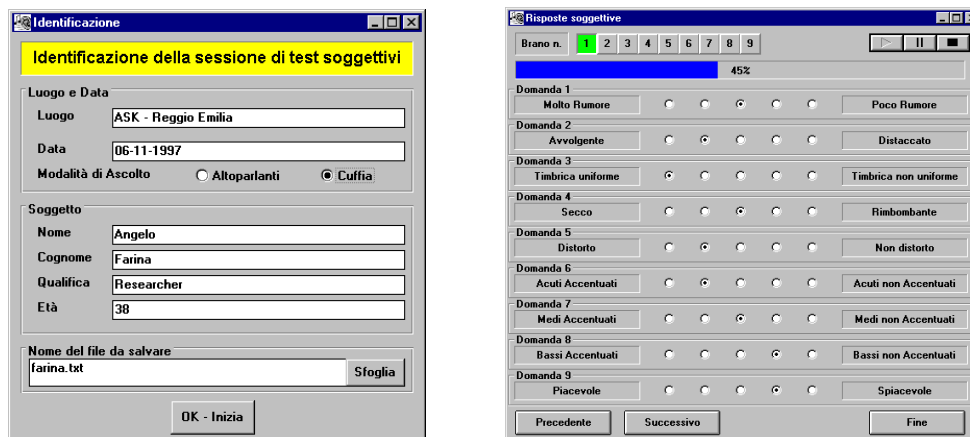 Identificazione
Identificazione della sessione di test soggettivi
Luogo e Data
Luogo ASK - Reggio Emilia
Data 06-11-1997
Modalità di Ascolto Altoparlanti Cuffia
Soggetto
Nome Angelo
Cognome Farina
Qualifica Researcher
Età 38
Nome del file da salvare
farina.txt Sfoglia
OK - Inizia
Risposte soggettive
Brano n. 1 2 3 4 5 6 7 8 9
45%
Domanda 1
Molto Rumore Poco Rumore
Domanda 2
Avvolgente Distaccato
Domanda 3
Timbrica uniforme Timbrica non uniforme
Domanda 4
Secco Rimbombante
Domanda 5
Distorto Non distorto
Domanda 6
Acuti Accentuati Acuti non Accentuati
Domanda 7
Medi Accentuati Medi non Accentuati
Domanda 8
Bassi Accentuati Bassi non Accentuati
Domanda 9
Piacevole Spiacevole
Precedente Successivo Fine